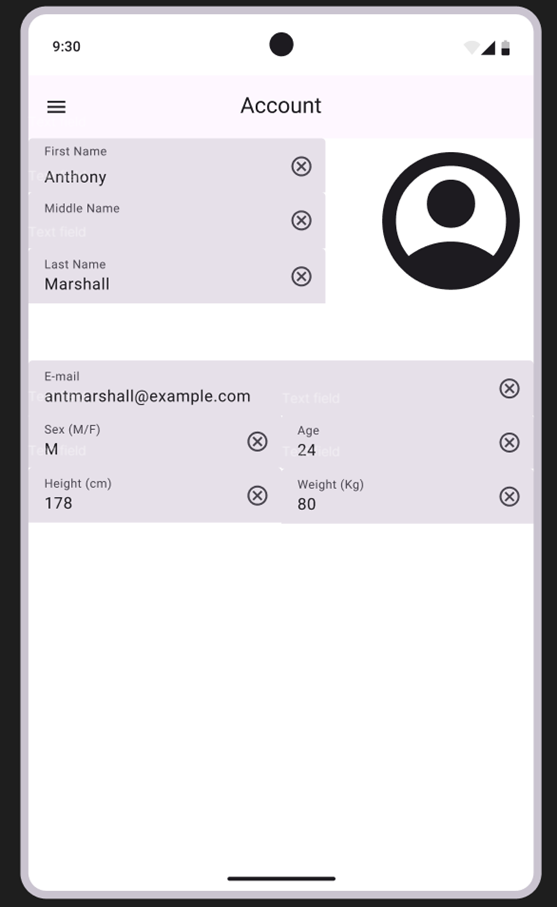 9:30
Account
First Name
Anthony
Middle Name
Text field
Last Name
Marshall
E-mail
antmarshall@example.com
Text field
Sex (M/F)
M
Age
24
Height (cm)
178
Weight (Kg)
80